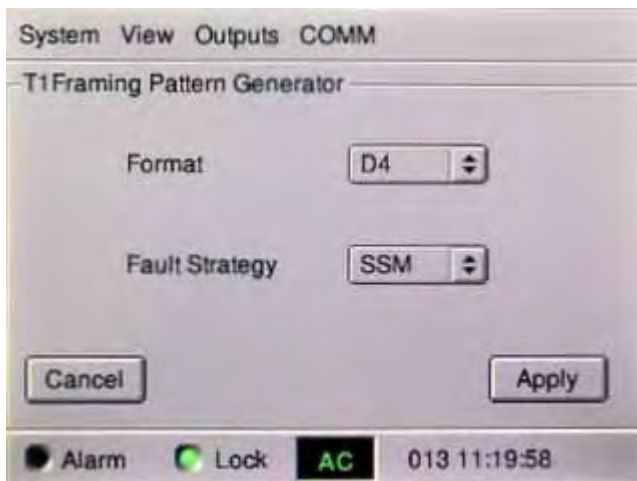 System View Outputs COMM
T1Framing Pattern Generator
Format D4
Fault Strategy SSM
Cancel Apply
Alarm Lock AC 013 11:19:58